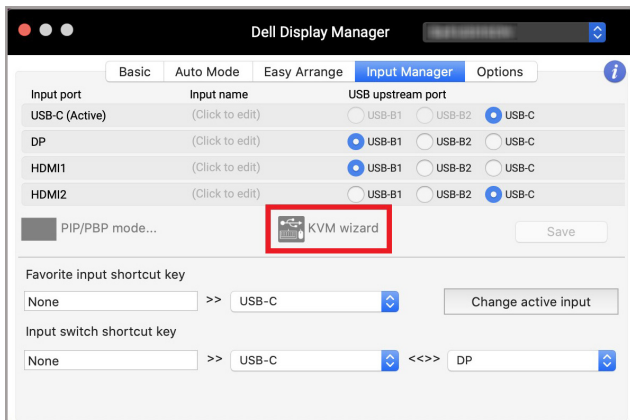 Dell Display Manager
Basic Auto Mode Easy Arrange Input Manager Options i
Input port Input name USB upstream port
USB-C (Active) (Click to edit) USB-B1 USB-B2 USB-C
DP (Click to edit) USB-B1 USB-B2 USB-C
HDMI1 (Click to edit) USB-B1 USB-B2 USB-C
HDMI2 (Click to edit) USB-B1 USB-B2 USB-C
PIP/PBP mode... KVM wizard Save
Favorite input shortcut key
None >> USB-C Change active input
Input switch shortcut key
None >> USB-C <<>> DP